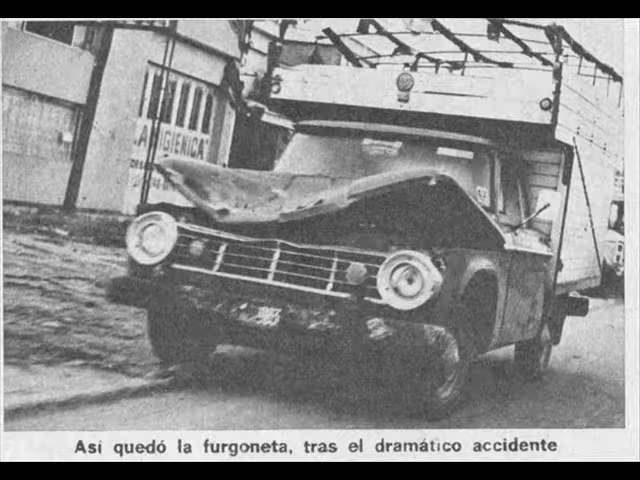 LA HIGIENICA
Así quedó la furgoneta, tras el dramático accidente